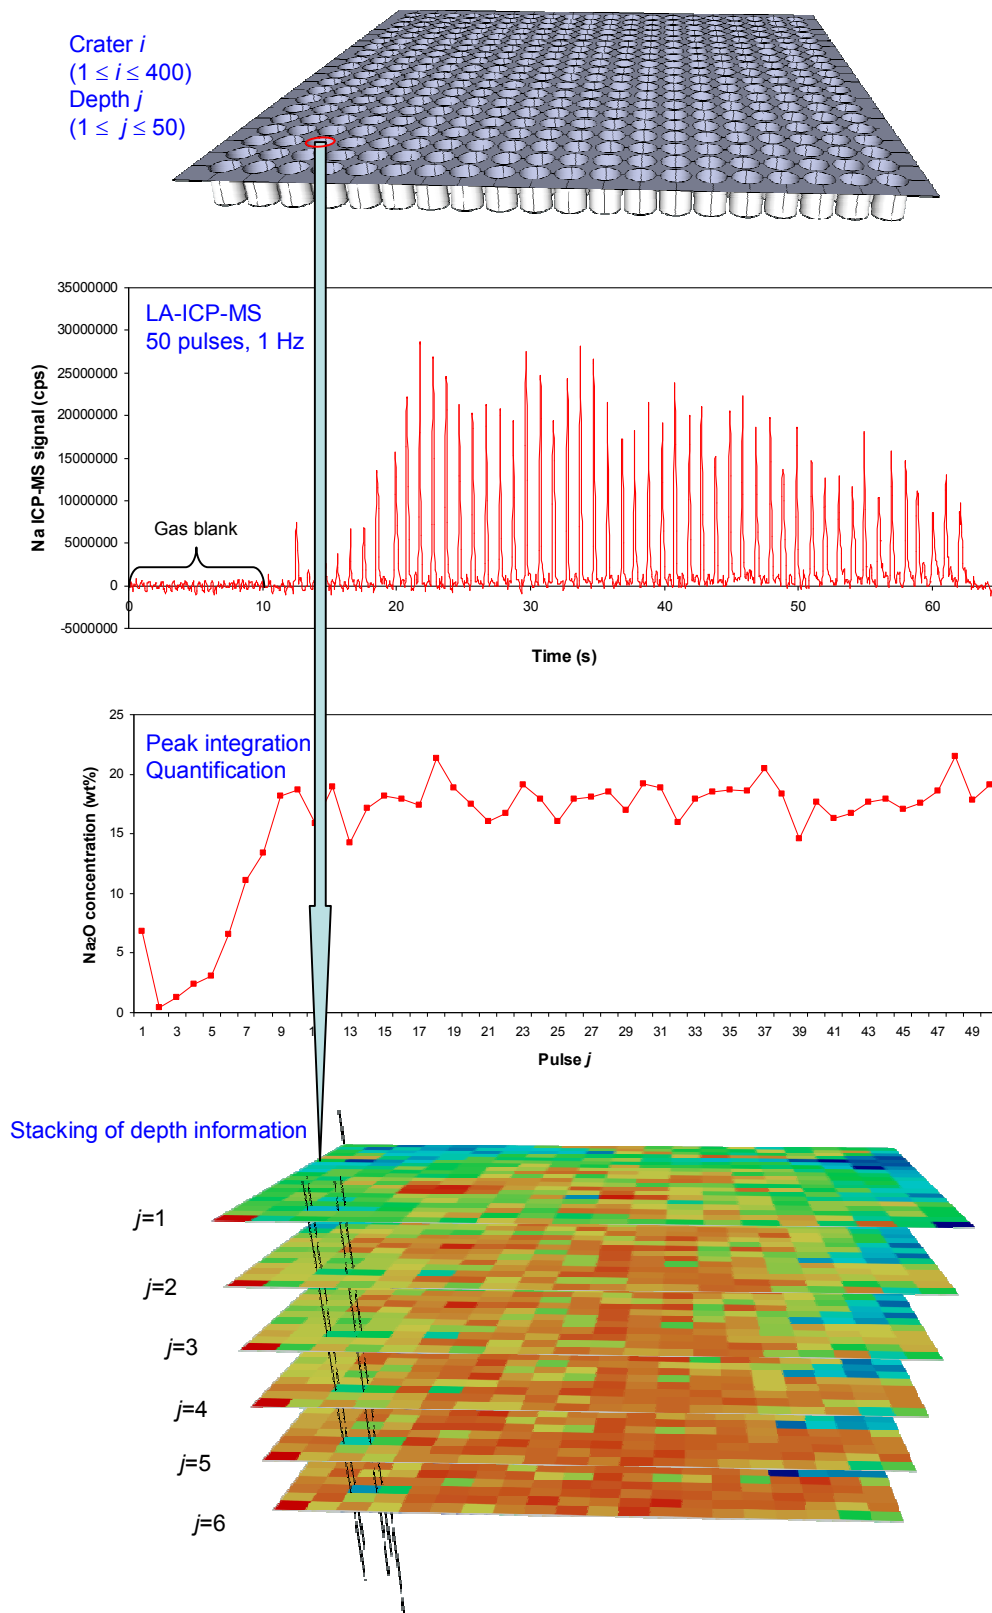 Crater i
(1 ≤ i ≤ 400)
Depth j
(1 ≤ j ≤ 50)
LA-ICP-MS
50 pulses, 1 Hz
35000000
30000000
25000000
20000000
15000000
10000000
5000000
0
-5000000
Na ICP-MS signal (cps)
Gas blank
0 10 20 30 40 50 60
Time (s)
Peak integration
Quantification
25
20
15
10
5
0
Na₂O concentration (wt%)
1 3 5 7 9 13 15 17 19 21 23 25 27 29 31 33 35 37 39 41 43 45 47 49
Pulse j
Stacking of depth information
j=1
j=2
j=3
j=4
j=5
j=6